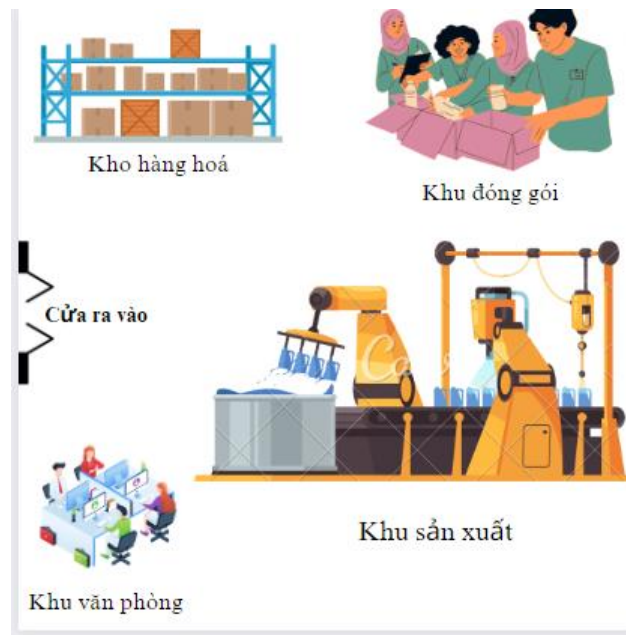 Kho hàng hoá
Khu đóng gói
Cửa ra vào
Khu sản xuất
Khu văn phòng